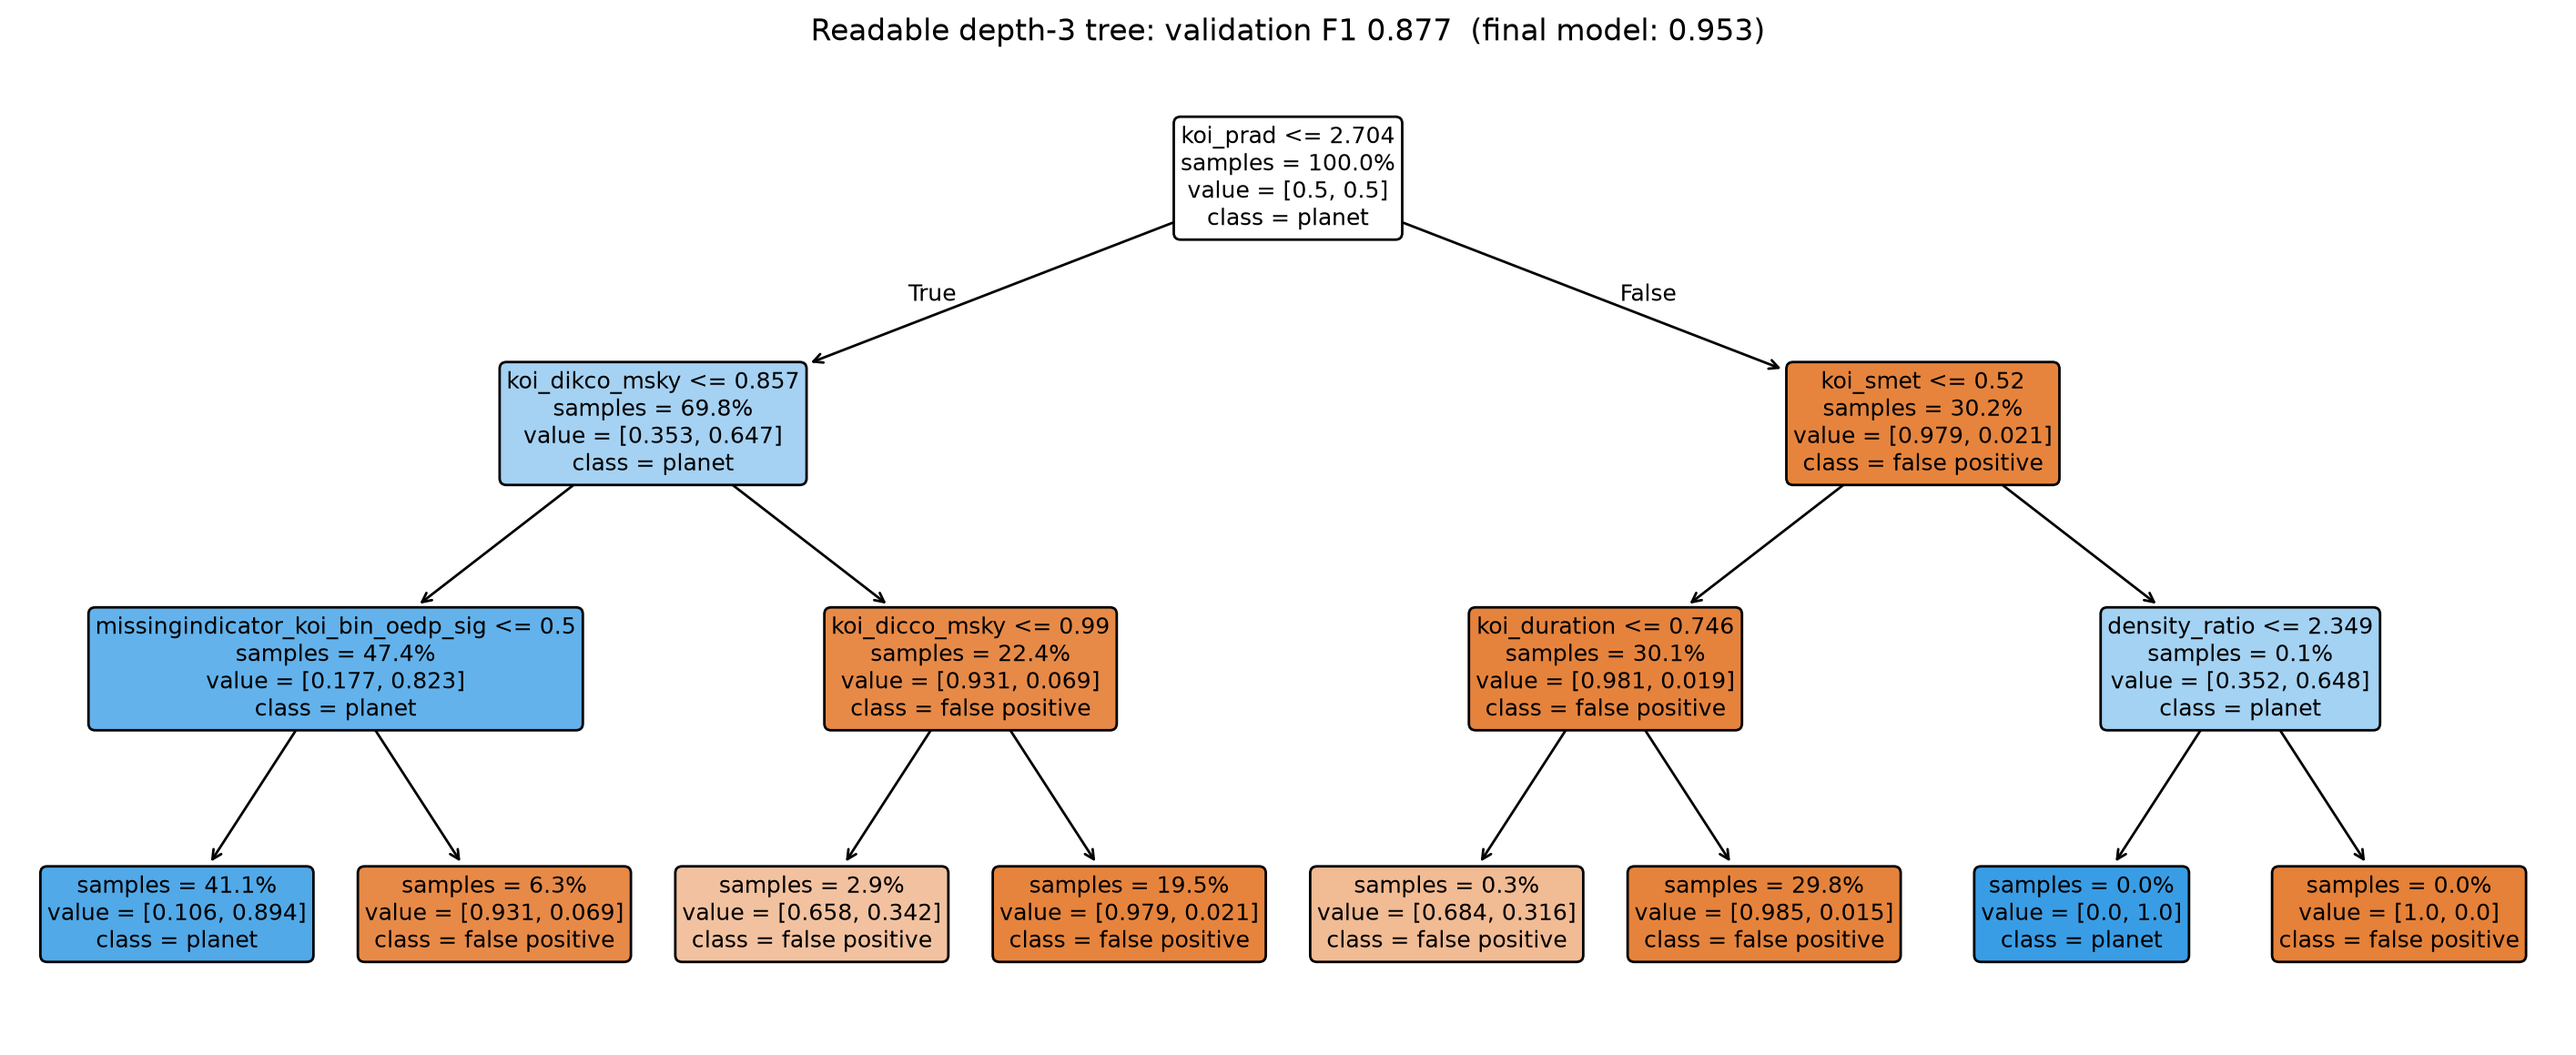 Readable depth-3 tree: validation F1 0.877  (final model: 0.953)
koi_prad <= 2.704
samples = 100.0%
value = [0.5, 0.5]
class = planet
True
False
koi_dikco_msky <= 0.857
samples = 69.8%
value = [0.353, 0.647]
class = planet
koi_smet <= 0.52
samples = 30.2%
value = [0.979, 0.021]
class = false positive
missingindicator_koi_bin_oedp_sig <= 0.5
samples = 47.4%
value = [0.177, 0.823]
class = planet
koi_dicco_msky <= 0.99
samples = 22.4%
value = [0.931, 0.069]
class = false positive
koi_duration <= 0.746
samples = 30.1%
value = [0.981, 0.019]
class = false positive
density_ratio <= 2.349
samples = 0.1%
value = [0.352, 0.648]
class = planet
samples = 41.1%
value = [0.106, 0.894]
class = planet
samples = 6.3%
value = [0.931, 0.069]
class = false positive
samples = 2.9%
value = [0.658, 0.342]
class = false positive
samples = 19.5%
value = [0.979, 0.021]
class = false positive
samples = 0.3%
value = [0.684, 0.316]
class = false positive
samples = 29.8%
value = [0.985, 0.015]
class = false positive
samples = 0.0%
value = [0.0, 1.0]
class = planet
samples = 0.0%
value = [1.0, 0.0]
class = false positive